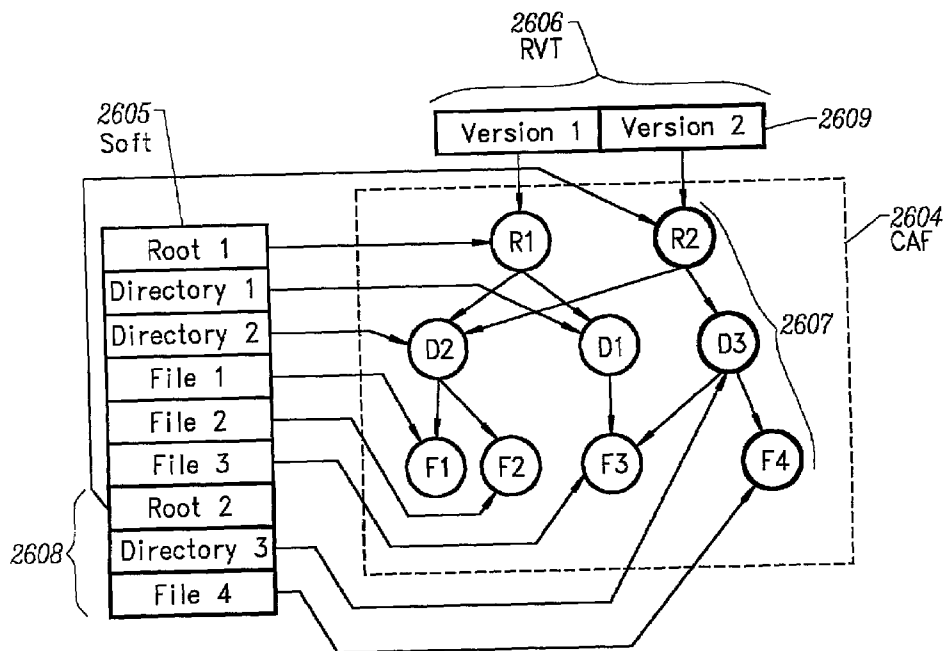 2606
RVT
2605
Soft
Version 1 Version 2
2609
2604
CAF
Root 1
R1
R2
Directory 1
Directory 2
D2
D1
D3
2607
File 1
File 2
File 3
F1
F2
F3
F4
Root 2
2608
Directory 3
File 4